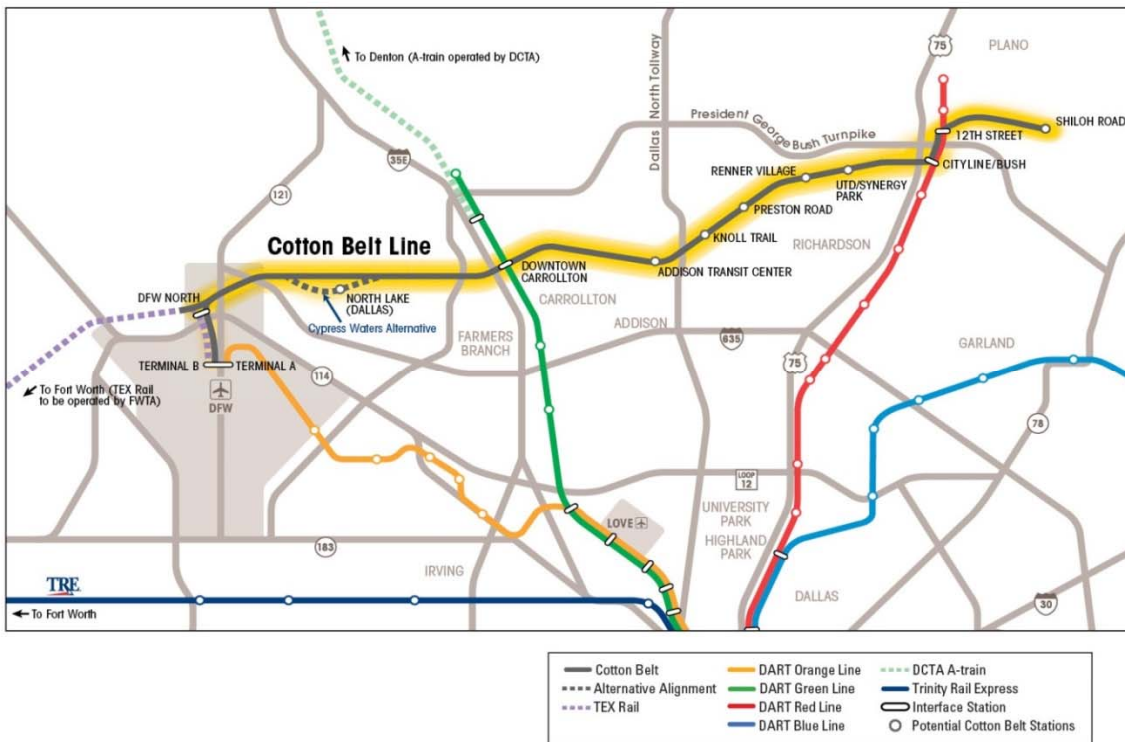 75
PLANO
To Denton (A-train operated by DCTA)
Dallas North Tollway
President George Bush Turnpike
SHILOH ROAD
12TH STREET
35E
CITYLINE/BUSH
RENNER VILLAGE
UTD/SYNERGY
PARK
121
PRESTON ROAD
KNOLL TRAIL
RICHARDSON
Cotton Belt Line
DOWNTOWN
CARROLLTON
ADDISON TRANSIT CENTER
DFW NORTH
NORTH LAKE
(DALLAS)
CARROLLTON
Cypress Waters Alternative
ADDISON
FARMERS
BRANCH
635
GARLAND
TERMINAL B
TERMINAL A
75
114
To Fort Worth (TEX Rail
to be operated by FWTA)
DFW
78
LOOP
12
UNIVERSITY
PARK
LOVE
HIGHLAND
PARK
183
IRVING
DALLAS
TRE
30
To Fort Worth
Cotton Belt
Alternative Alignment
TEX Rail
DART Orange Line
DART Green Line
DART Red Line
DART Blue Line
DCTA A-train
Trinity Rail Express
Interface Station
Potential Cotton Belt Stations